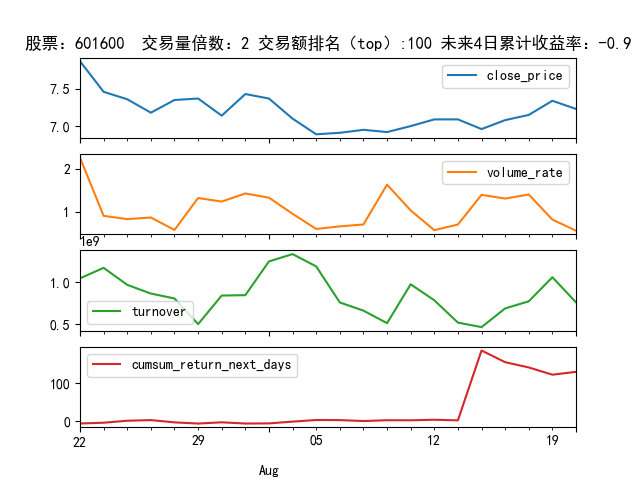 股票：601600  交易量倍数：2 交易额排名（top）:100 未来4日累计收益率：-0.9
close_price
7.5
7.0
volume_rate
2
1
1e9
1.0
turnover
0.5
cumsum_return_next_days
100
0
22 29 05 12 19
Aug